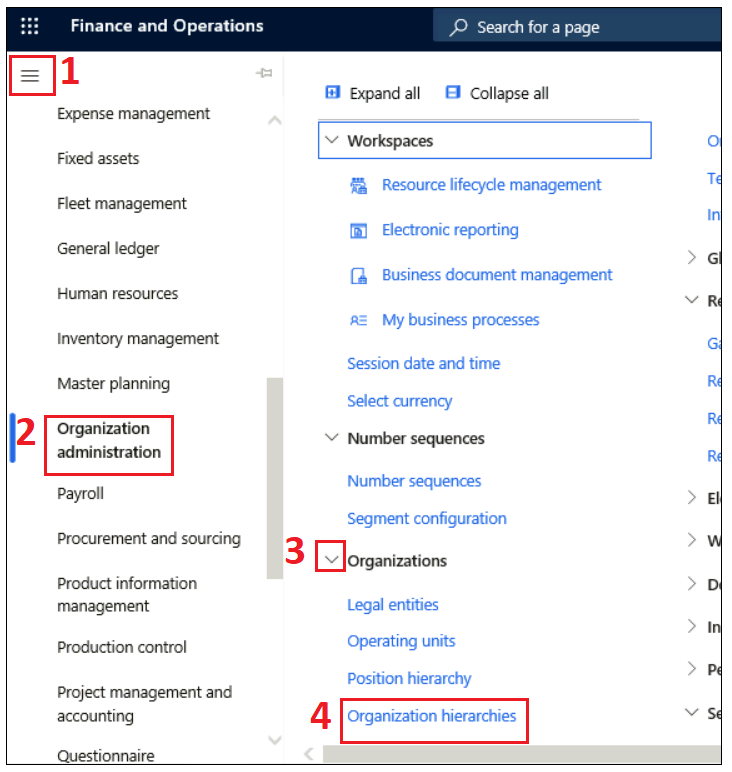 Finance and Operations
Search for a page
1
Expense management
Fixed assets
Fleet management
General ledger
Human resources
Inventory management
Master planning
2
Organization
administration
Payroll
Procurement and sourcing
Product information
management
Production control
Project management and
accounting
Questionnaire
Expand all
Collapse all
Workspaces
Resource lifecycle management
Electronic reporting
Business document management
My business processes
Session date and time
Select currency
Number sequences
Number sequences
Segment configuration
3
Organizations
Legal entities
Operating units
Position hierarchy
4
Organization hierarchies
Te
In
Re
Ga
Re
Re
Re
El
W
In
Pe
Se